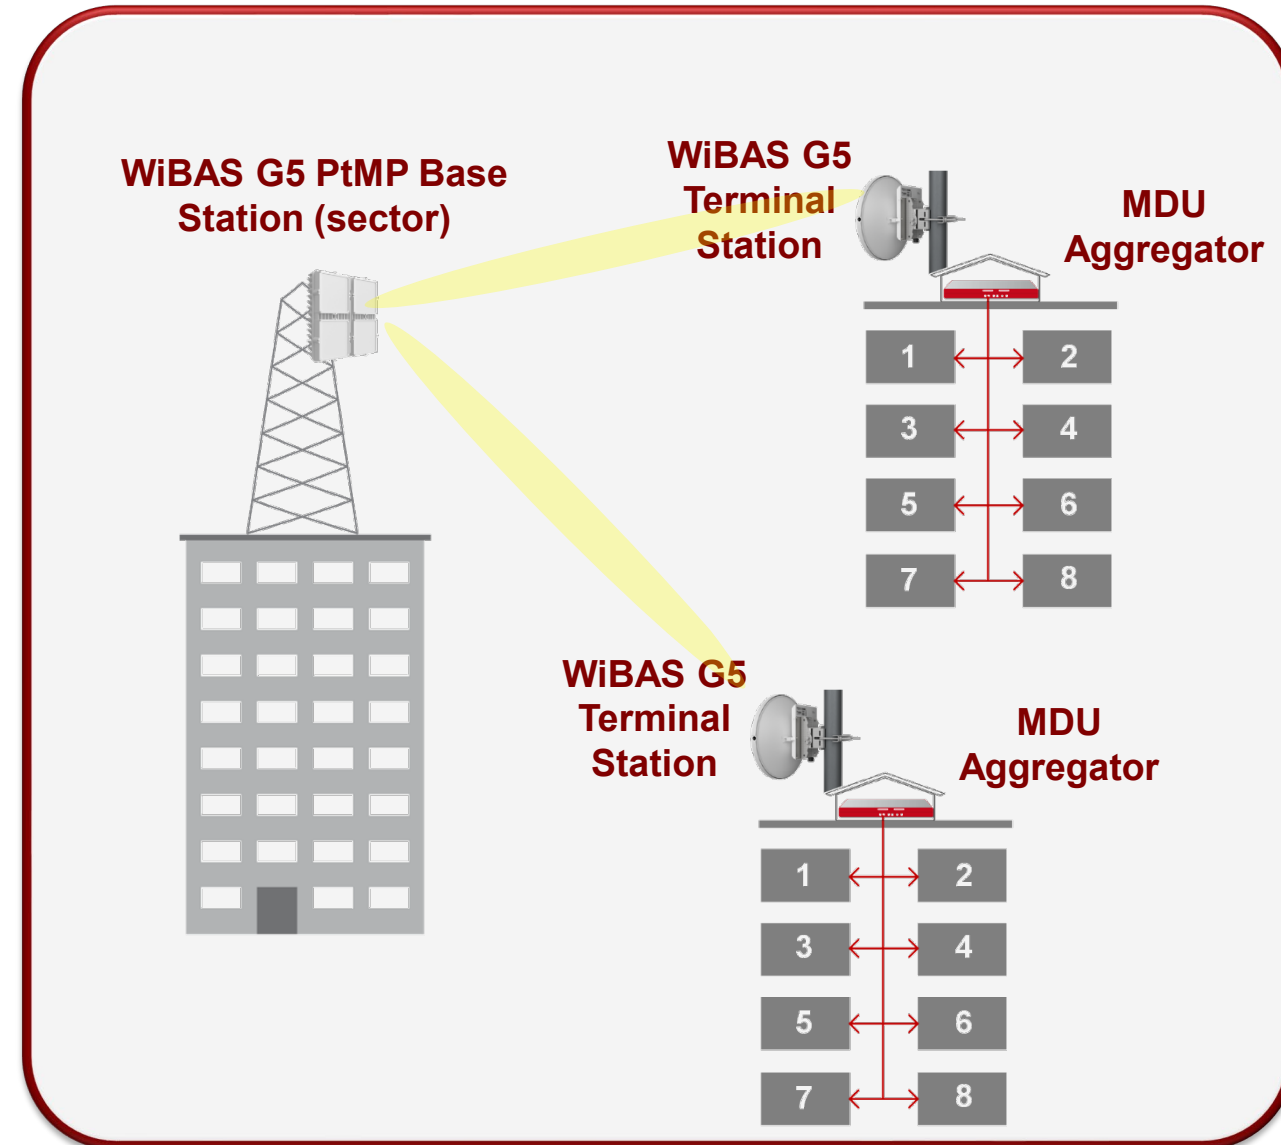 WiBAS G5 PtMP Base
Station (sector)
WiBAS G5
Terminal
Station
MDU
Aggregator
1
2
3
4
5
6
7
8
WiBAS G5
Terminal
Station
MDU
Aggregator
1
2
3
4
5
6
7
8